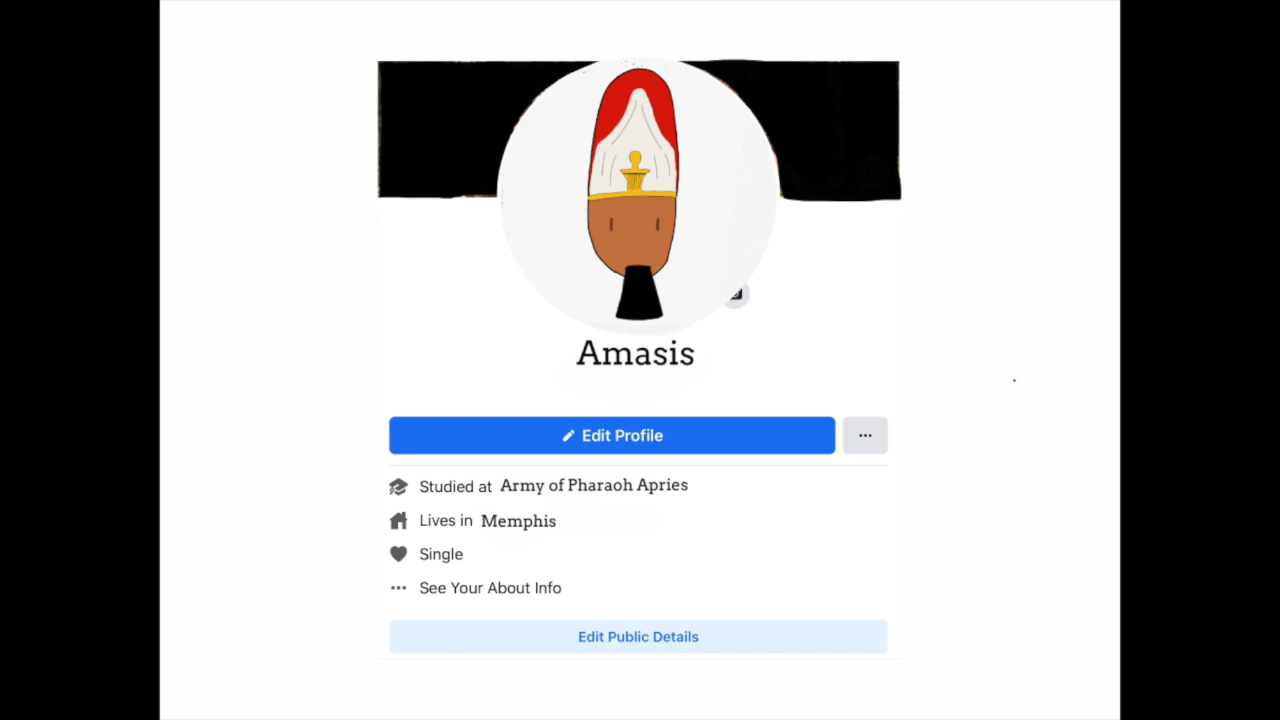 Amasis
Edit Profile
Studied at Army of Pharaoh Apries
Lives in Memphis
Single
See Your About Info
Edit Public Details